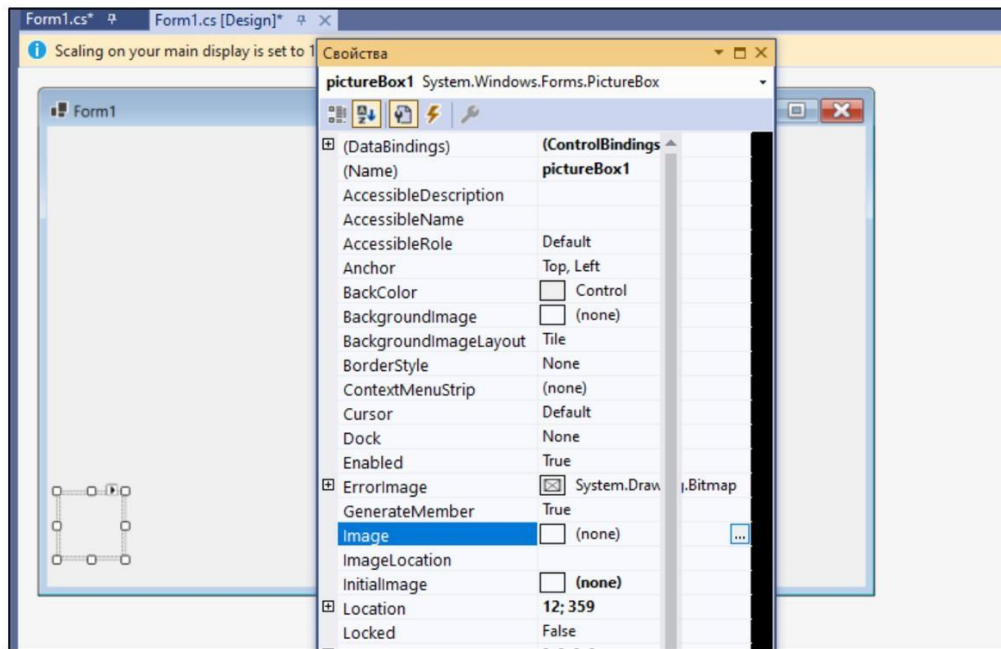 Form1.cs*
Form1.cs [Design]*
Scaling on your main display is set to 1
Свойства
pictureBox1 System.Windows.Forms.PictureBox
Form1
(DataBindings) (ControlBindings
(Name) pictureBox1
AccessibleDescription
AccessibleName
AccessibleRole Default
Anchor Top, Left
BackColor Control
BackgroundImage (none)
BackgroundImageLayout Tile
BorderStyle None
ContextMenuStrip (none)
Cursor Default
Dock None
Enabled True
ErrorImage System.Draw g.Bitmap
GenerateMember True
Image (none) ...
ImageLocation
InitialImage (none)
Location 12; 359
Locked False